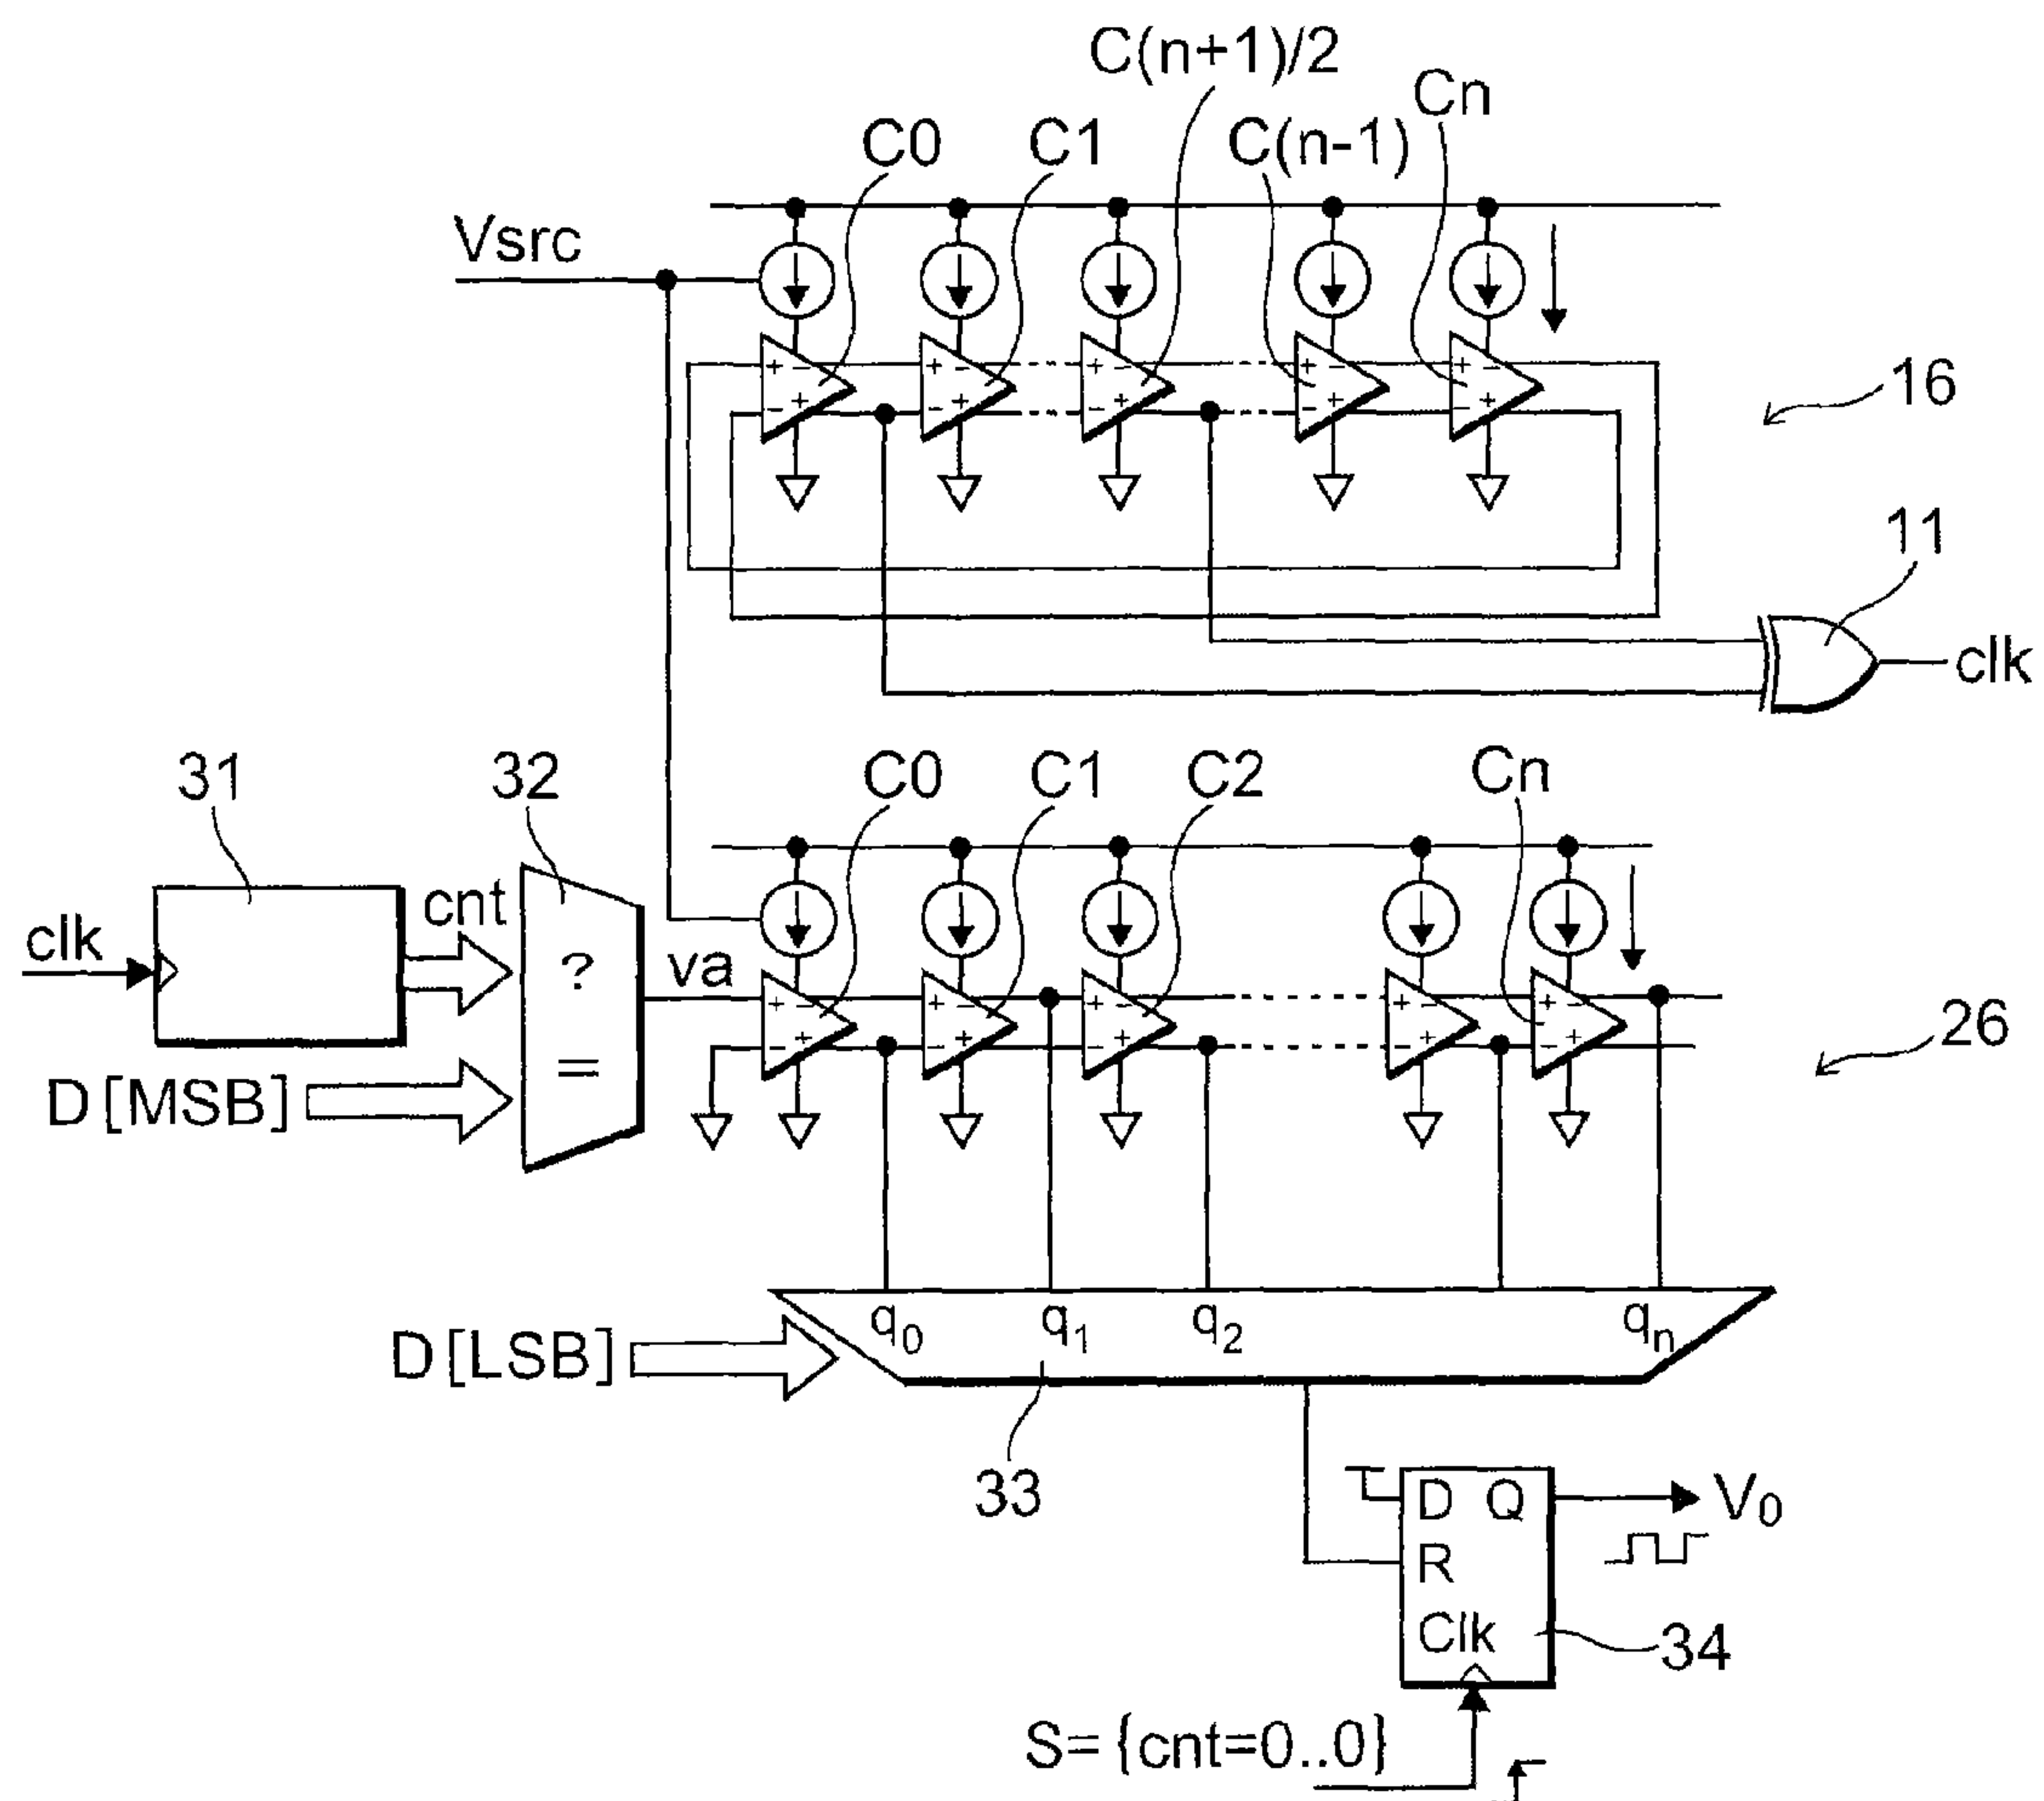 C(n+1)/2
Cn
C0 C1 C(n-1)
Vsrc
+ − + − + − + − + −
− + − + − + − + − +
16
11
clk
31 32 C0 C1 C2 Cn
clk cnt ? va
=
+ − + − + − + − + −
− + − + − + − + − +
26
D[MSB]
q0 q1 q2 qn
D[LSB]
33
D Q V0
R
Clk
34
S={cnt=0..0}